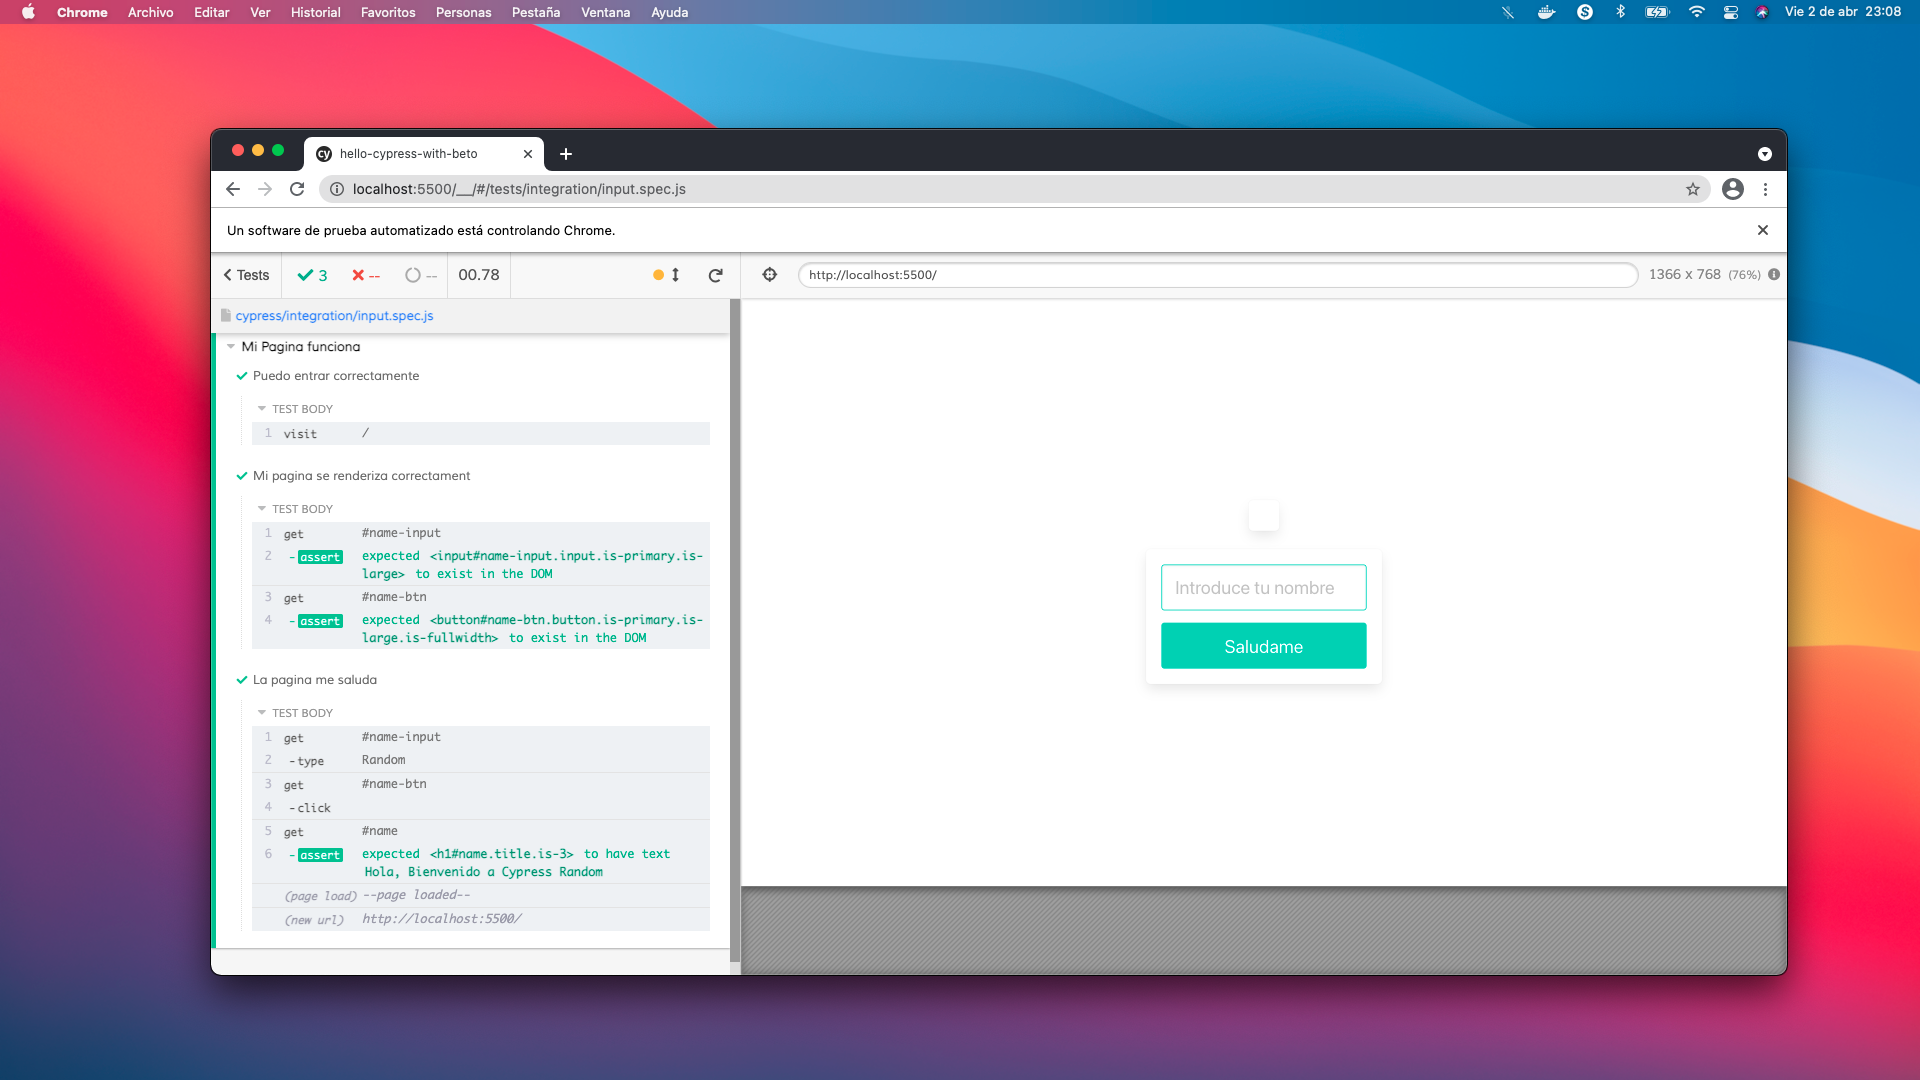 Chrome Archivo Editar Ver Historial Favoritos Personas Pestaña Ventana Ayuda
Vie 2 de abr 23:08
cy hello-cypress-with-beto
localhost:5500/__/#/tests/integration/input.spec.js
Un software de prueba automatizado está controlando Chrome.
Tests 3 -- -- 00.78
http://localhost:5500/
1366 x 768 (76%)
cypress/integration/input.spec.js
Mi Pagina funciona
Puedo entrar correctamente
TEST BODY
1 visit /
Mi pagina se renderiza correctament
TEST BODY
1 get #name-input
2 -assert expected <input#name-input.input.is-primary.is-
large> to exist in the DOM
3 get #name-btn
4 -assert expected <button#name-btn.button.is-primary.is-
large.is-fullwidth> to exist in the DOM
La pagina me saluda
TEST BODY
1 get #name-input
2 -type Random
3 get #name-btn
4 -click
5 get #name
6 -assert expected <h1#name.title.is-3> to have text
Hola, Bienvenido a Cypress Random
(page load) --page loaded--
(new url) http://localhost:5500/
Introduce tu nombre
Saludame